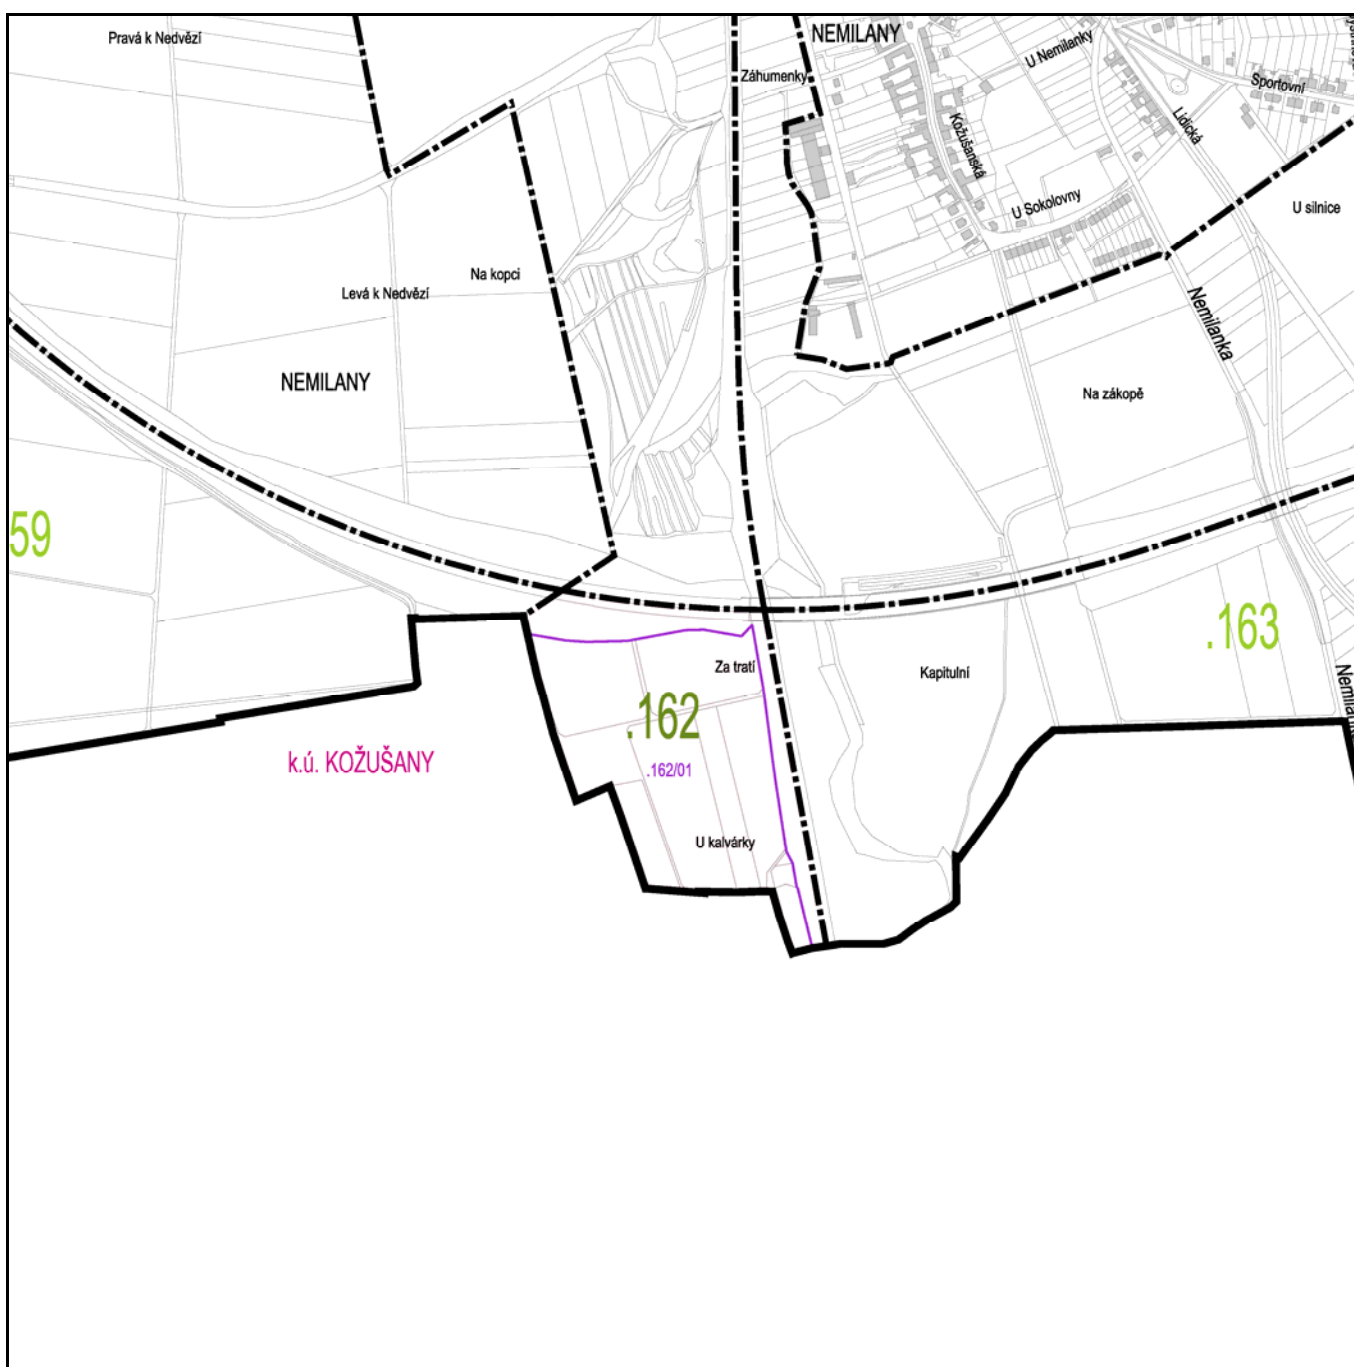 Pravá k Nedvězí
NEMILANY
U Nemilanky
Záhumenky
Sportovní
Kožušanská
Lidická
U Sokolovny
U silnice
Na kopci
Levá k Nedvězí
Nemilanka
NEMILANY
Na zákopě
59
.163
Za tratí
Kapitulní
.162
Nemilanka
k.ú. KOŽUŠANY
.162/01
U kalvárky